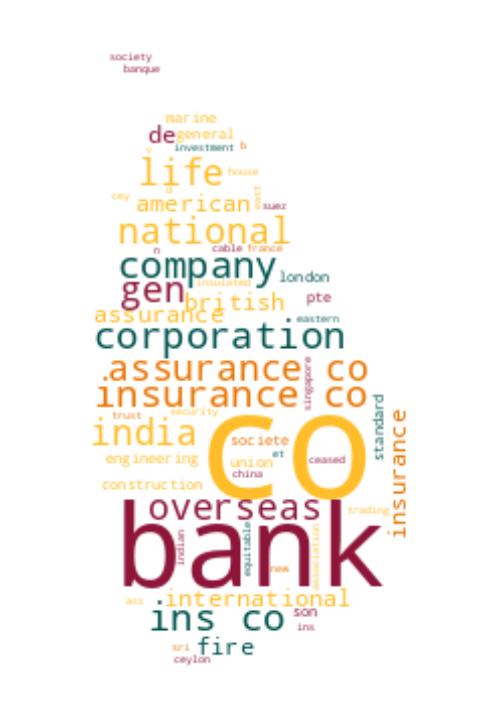 society
banque
marine
de general
investment b
v
life house
d
cey american east suez
national
n cable france
company london
insulated
gen pte
british
assurance
eastern
corporation
assurance co
singapore
insurance co
trust security
standard
insurance
india co
societe
et
engineering union ceased
china
construction
overseas trading
bank
indian
equitable
association
new
ass international
ins co son
ins
sri fire
ceylon